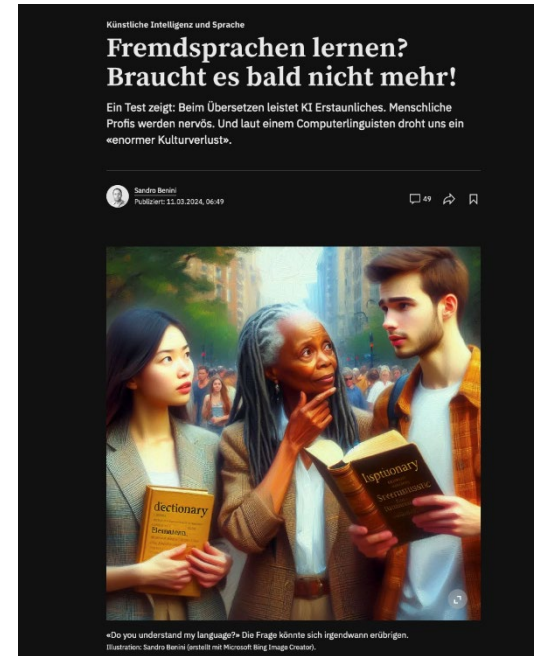 Künstliche Intelligenz und Sprache
Fremdsprachen lernen?
Braucht es bald nicht mehr!
Ein Test zeigt: Beim Übersetzen leistet KI Erstaunliches. Menschliche
Profis werden nervös. Und laut einem Computerlinguisten droht uns ein
«enormer Kulturverlust».
Sandro Benini
Publiziert: 11.03.2024, 06:49
49
dectionary
«Do you understand my language?» Die Frage könnte sich irgendwann erübrigen.
Illustration: Sandro Benini (erstellt mit Microsoft Bing Image Creator).